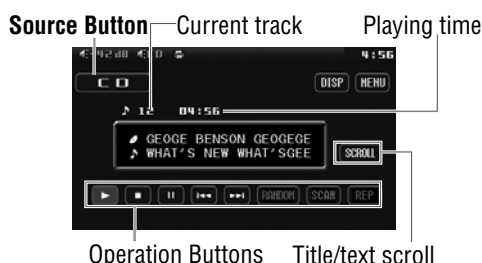 Source Button Current track Playing time
-42dB
4:56
CD
DISP MENU
12 04:56
GEOGE BENSON GEOGEGE
WHAT'S NEW WHAT'SGEE
SCROLL
RANDOM SCAN REP
Operation Buttons Title/text scroll